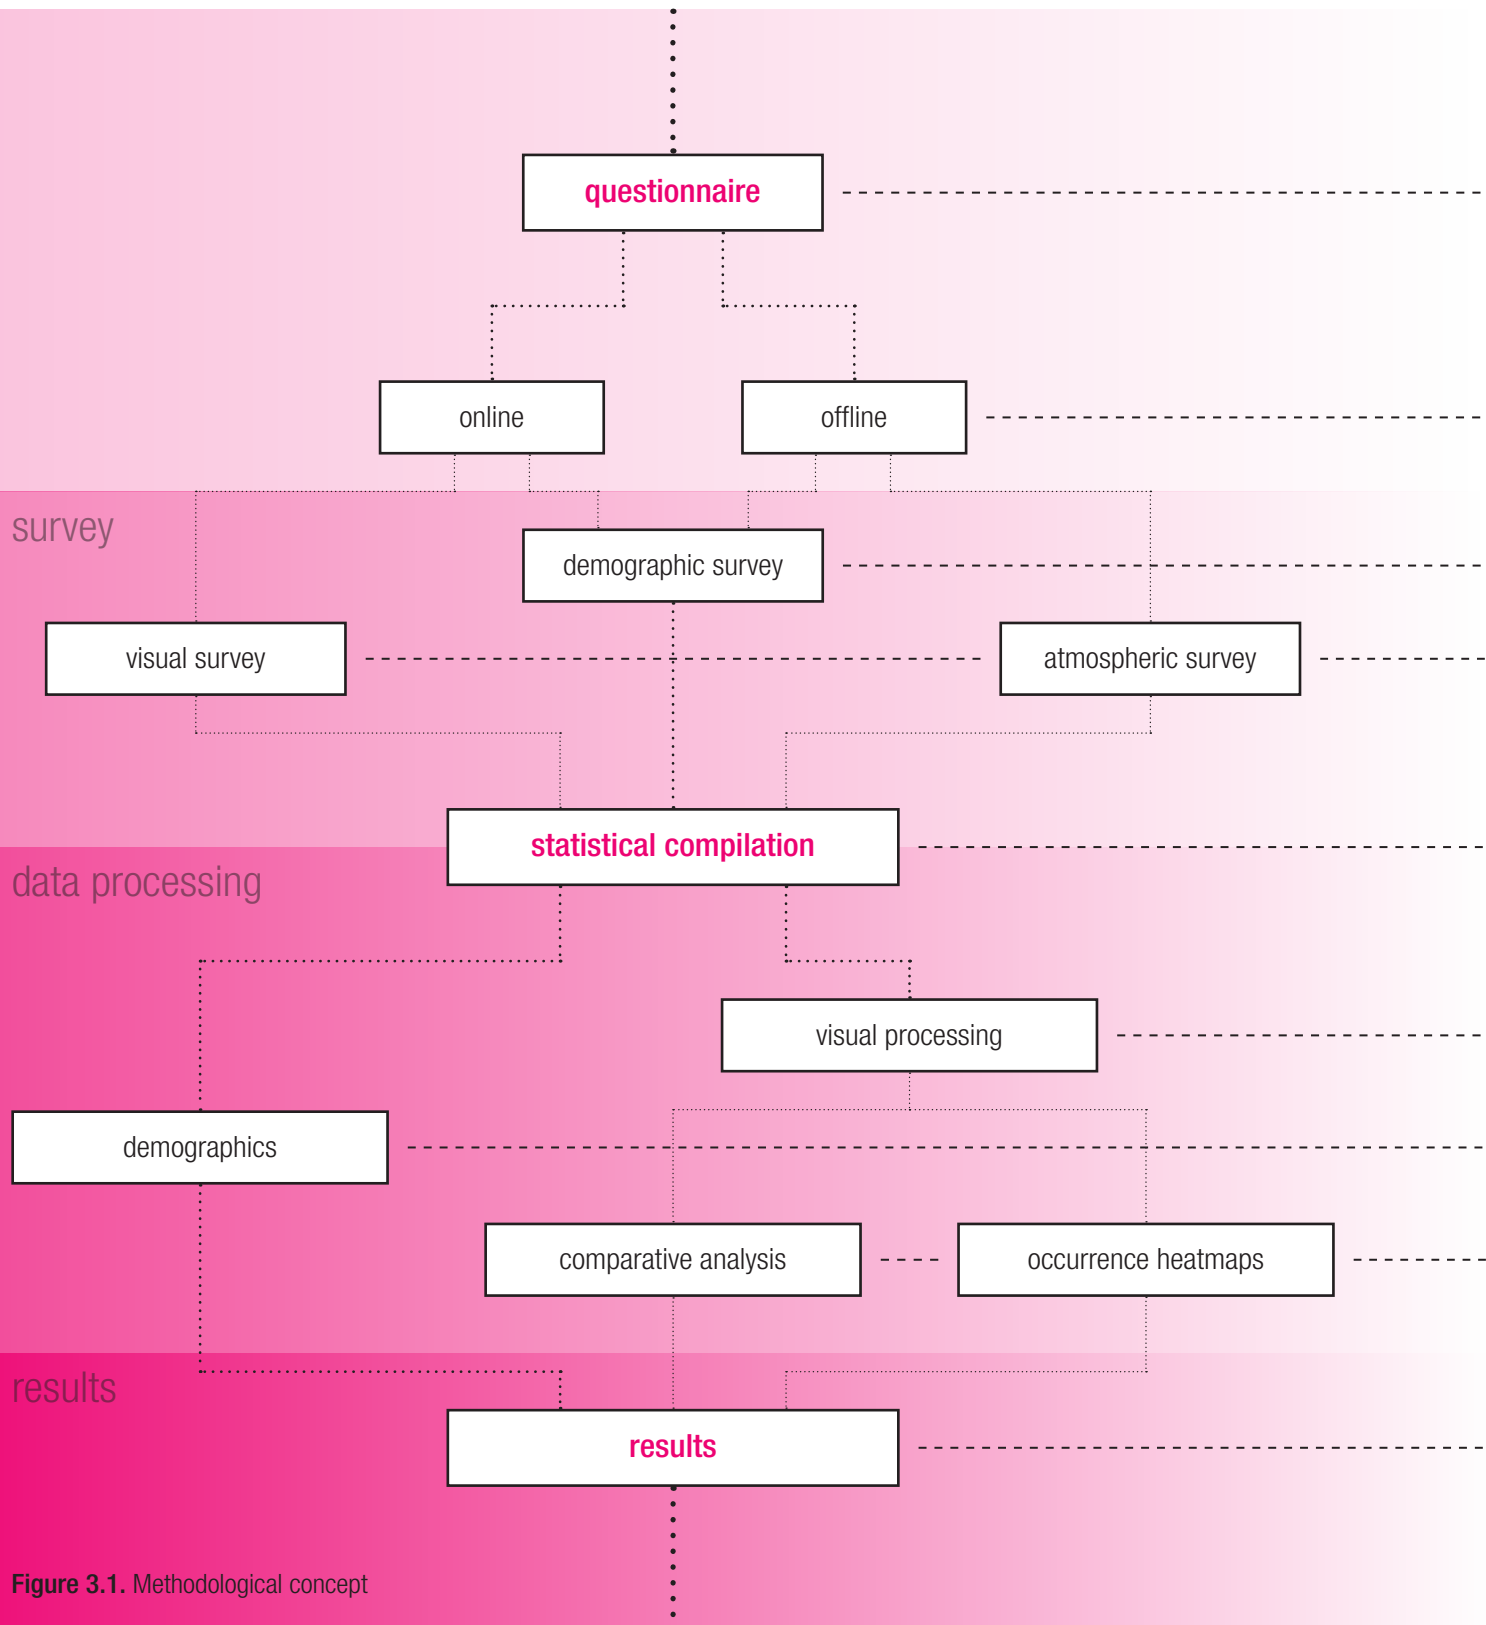 questionnaire
online
offline
survey
demographic survey
visual survey
atmospheric survey
statistical compilation
data processing
visual processing
demographics
comparative analysis
occurrence heatmaps
results
results
Figure 3.1. Methodological concept